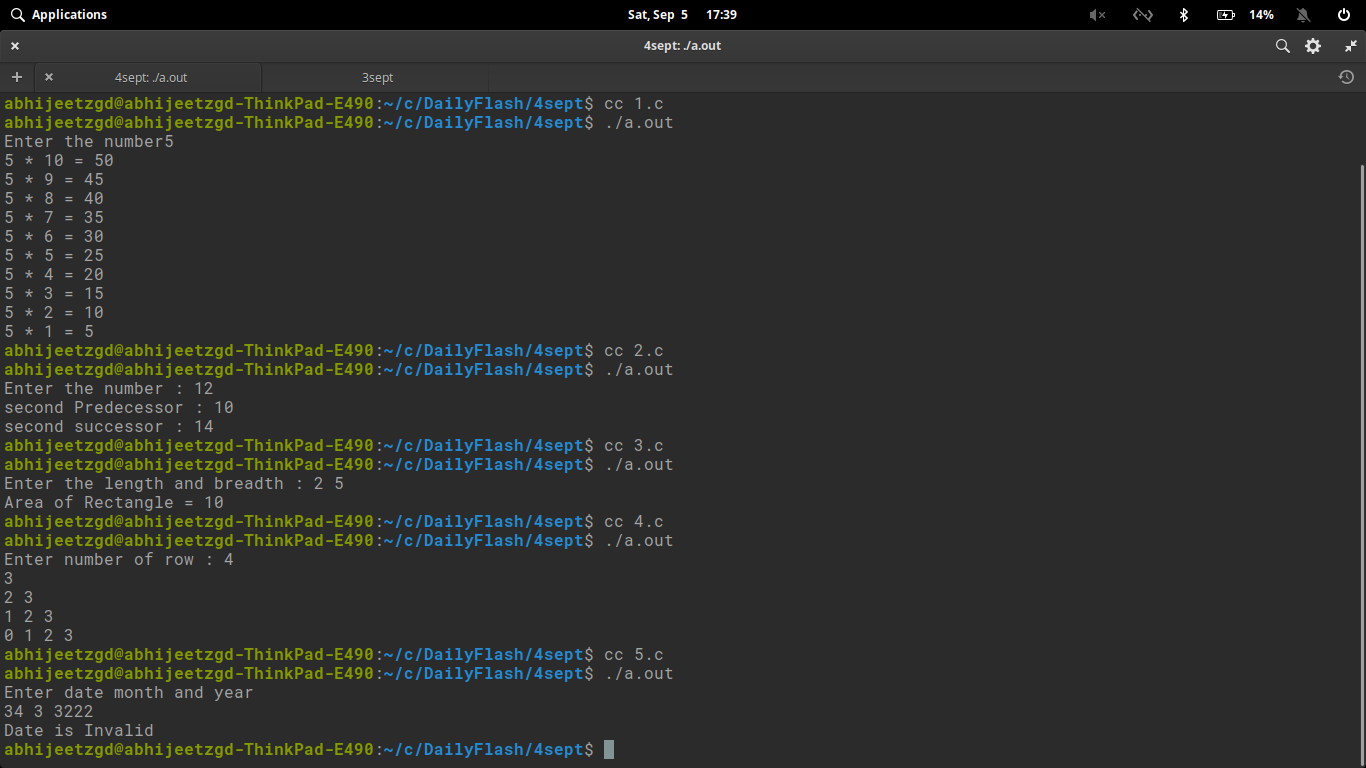 Applications Sat, Sep 5 17:39 14%
4sept: ./a.out
4sept: ./a.out 3sept
abhijeetzgd@abhijeetzgd-ThinkPad-E490:~/c/DailyFlash/4sept$ cc 1.c
abhijeetzgd@abhijeetzgd-ThinkPad-E490:~/c/DailyFlash/4sept$ ./a.out
Enter the number5
5 * 10 = 50
5 * 9 = 45
5 * 8 = 40
5 * 7 = 35
5 * 6 = 30
5 * 5 = 25
5 * 4 = 20
5 * 3 = 15
5 * 2 = 10
5 * 1 = 5
abhijeetzgd@abhijeetzgd-ThinkPad-E490:~/c/DailyFlash/4sept$ cc 2.c
abhijeetzgd@abhijeetzgd-ThinkPad-E490:~/c/DailyFlash/4sept$ ./a.out
Enter the number : 12
second Predecessor : 10
second successor : 14
abhijeetzgd@abhijeetzgd-ThinkPad-E490:~/c/DailyFlash/4sept$ cc 3.c
abhijeetzgd@abhijeetzgd-ThinkPad-E490:~/c/DailyFlash/4sept$ ./a.out
Enter the length and breadth : 2 5
Area of Rectangle = 10
abhijeetzgd@abhijeetzgd-ThinkPad-E490:~/c/DailyFlash/4sept$ cc 4.c
abhijeetzgd@abhijeetzgd-ThinkPad-E490:~/c/DailyFlash/4sept$ ./a.out
Enter number of row : 4
3
2 3
1 2 3
0 1 2 3
abhijeetzgd@abhijeetzgd-ThinkPad-E490:~/c/DailyFlash/4sept$ cc 5.c
abhijeetzgd@abhijeetzgd-ThinkPad-E490:~/c/DailyFlash/4sept$ ./a.out
Enter date month and year
34 3 3222
Date is Invalid
abhijeetzgd@abhijeetzgd-ThinkPad-E490:~/c/DailyFlash/4sept$